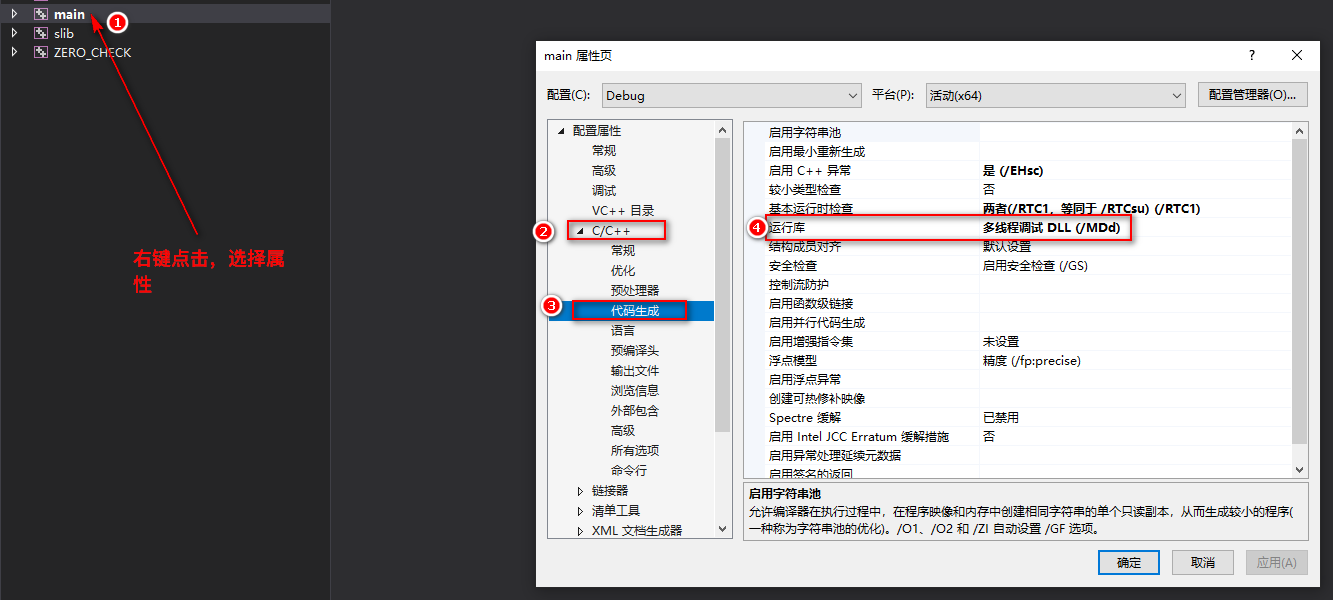 main
1
slib
ZERO_CHECK
右键点击，选择属
性
main 属性页
?
配置(C):
Debug
平台(P):
活动(x64)
配置管理器(O)...
配置属性
常规
高级
调试
VC++ 目录
2
C/C++
常规
优化
预处理器
3
代码生成
语言
预编译头
输出文件
浏览信息
外部包含
高级
所有选项
命令行
链接器
清单工具
XML 文档生成器
启用字符串池
启用最小重新生成
启用 C++ 异常 是 (/EHsc)
较小类型检查 否
基本运行时检查 两者(/RTC1，等同于 /RTCsu) (/RTC1)
4
运行库 多线程调试 DLL (/MDd)
结构成员对齐 默认设置
安全检查 启用安全检查 (/GS)
控制流防护
启用函数级链接
启用并行代码生成
启用增强指令集 未设置
浮点模型 精度 (/fp:precise)
启用浮点异常
创建可热修补映像
Spectre 缓解 已禁用
启用 Intel JCC Erratum 缓解措施 否
启用异常处理延续元数据
启用签名的返回
启用字符串池
允许编译器在执行过程中，在程序映像和内存中创建相同字符串的单个只读副本，从而生成较小的程序(
一种称为字符串池的优化)。/O1、/O2 和 /ZI 自动设置 /GF 选项。
确定
取消
应用(A)